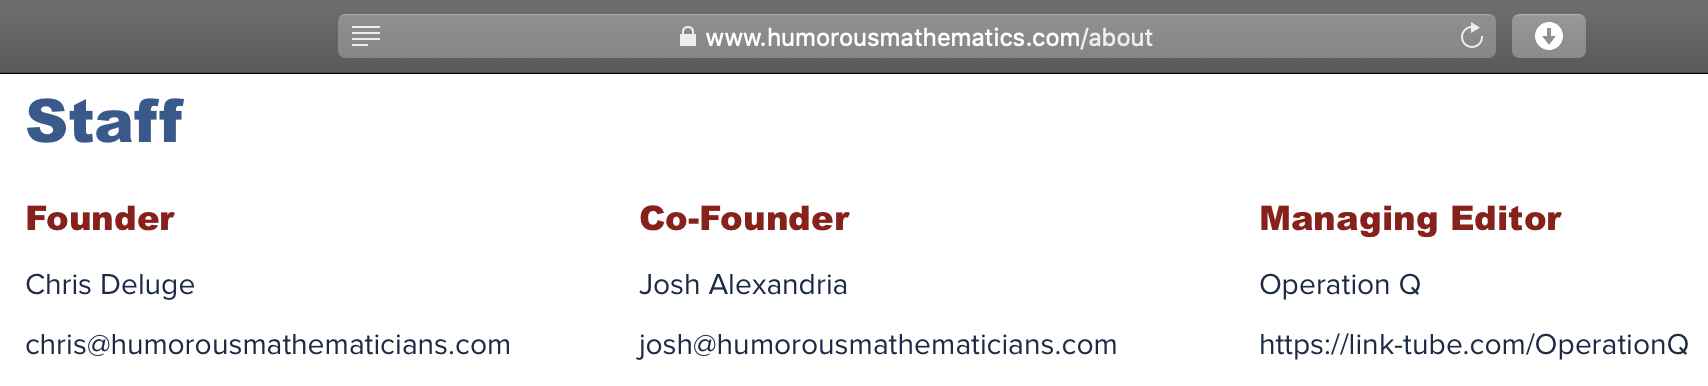 www.humorousmathematics.com/about
Staff
Founder
Chris Deluge
chris@humorousmathematicians.com
Co-Founder
Josh Alexandria
josh@humorousmathematicians.com
Managing Editor
Operation Q
https://link-tube.com/OperationQ